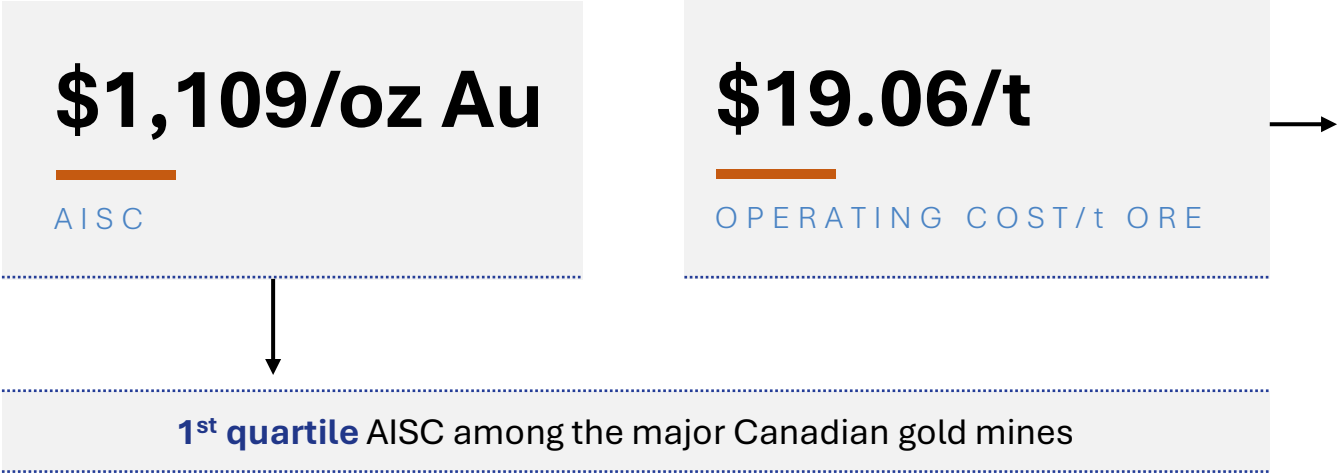 $1,109/oz Au
AISC
$19.06/t
OPERATING COST/t ORE
1st quartile AISC among the major Canadian gold mines